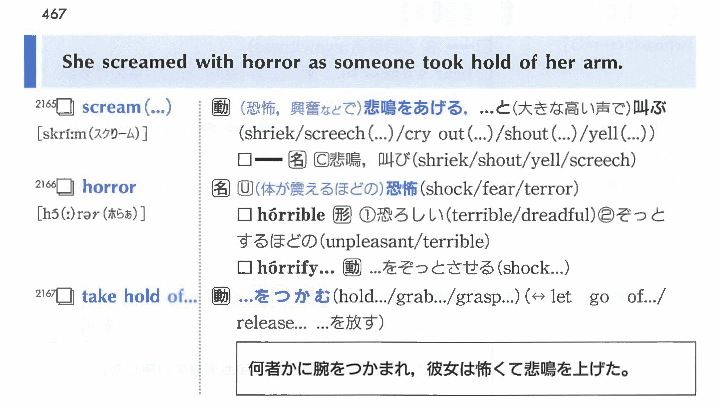 467
She screamed with horror as someone took hold of her arm.
2165□ scream(...) 動 (恐怖，興奮などで)悲鳴をあげる，...と(大きな高い声で)叫ぶ
[skríːm(スクリーム)] (shriek/screech(...)/cry out(...)/shout(...)/yell(...))
□━ 名 Ⓒ悲鳴，叫び(shriek/shout/yell/screech)
2166□ horror 名 Ⓤ(体が震えるほどの)恐怖(shock/fear/terror)
[hɔ́(ː)rər(ホらぁ)] □ hórrible 形 ①恐ろしい(terrible/dreadful)②ぞっと
するほどの(unpleasant/terrible)
□ hórrify... 動 ...をぞっとさせる(shock...)
2167□ take hold of... 動 ...をつかむ(hold.../grab.../grasp...)(↔let go of.../
release... ...を放す)
何者かに腕をつかまれ，彼女は怖くて悲鳴を上げた。